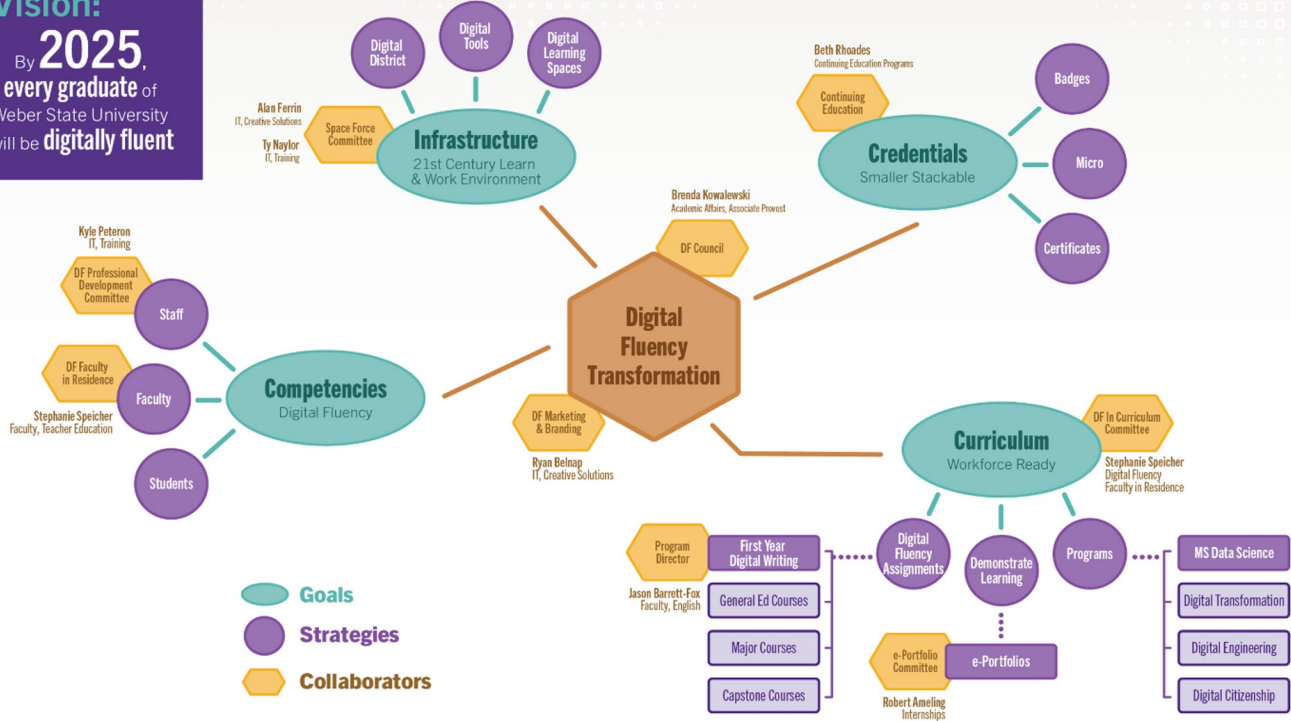 Vision:
By 2025,
every graduate of
Weber State University
will be digitally fluent
Digital
District
Digital
Tools
Digital
Learning
Spaces
Alan Ferrin
IT, Creative Solutions
Ty Naylor
IT, Training
Space Force
Committee
Infrastructure
21st Century Learn
& Work Environment
Beth Rhoades
Continuing Education Programs
Continuing
Education
Credentials
Smaller Stackable
Badges
Micro
Certificates
Brenda Kowalewski
Academic Affairs, Associate Provost
DF Council
Digital
Fluency
Transformation
DF Marketing
& Branding
Ryan Belnap
IT, Creative Solutions
Kyle Peteron
IT, Training
DF Professional
Development
Committee
Staff
DF Faculty
in Residence
Faculty
Stephanie Speicher
Faculty, Teacher Education
Students
Competencies
Digital Fluency
Curriculum
Workforce Ready
DF In Curriculum
Committee
Stephanie Speicher
Digital Fluency
Faculty in Residence
Digital
Fluency
Assignments
Demonstrate
Learning
Programs
Program
Director
Jason Barrett-Fox
Faculty, English
First Year
Digital Writing
General Ed Courses
Major Courses
Capstone Courses
e-Portfolio
Committee
Robert Ameling
Internships
e-Portfolios
MS Data Science
Digital Transformation
Digital Engineering
Digital Citizenship
Goals
Strategies
Collaborators